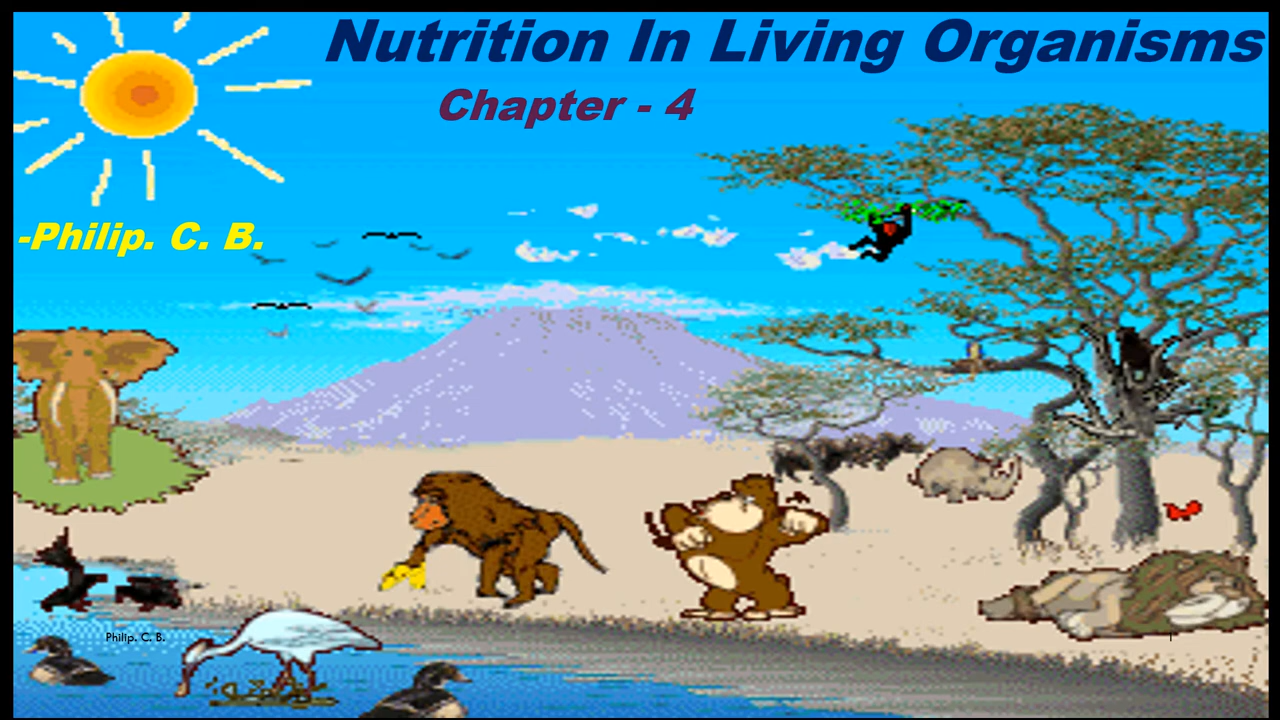 Nutrition In Living Organisms
Chapter - 4
-Philip. C. B.
Philip. C. B.